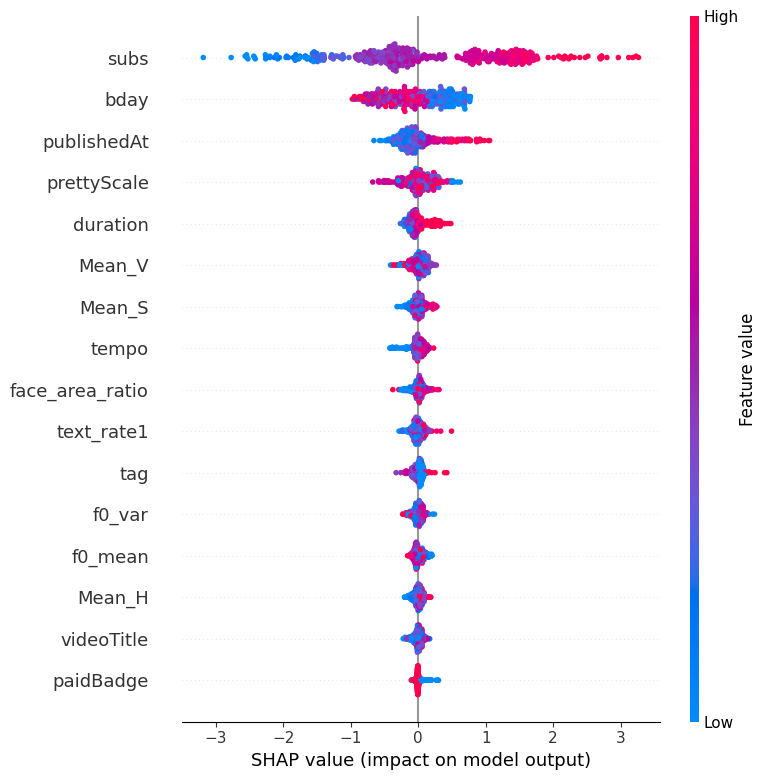 High
subs
bday
publishedAt
prettyScale
duration
Mean_V
Mean_S
tempo
face_area_ratio
text_rate1
tag
f0_var
f0_mean
Mean_H
videoTitle
paidBadge
Feature value
Low
−3 −2 −1 0 1 2 3
SHAP value (impact on model output)